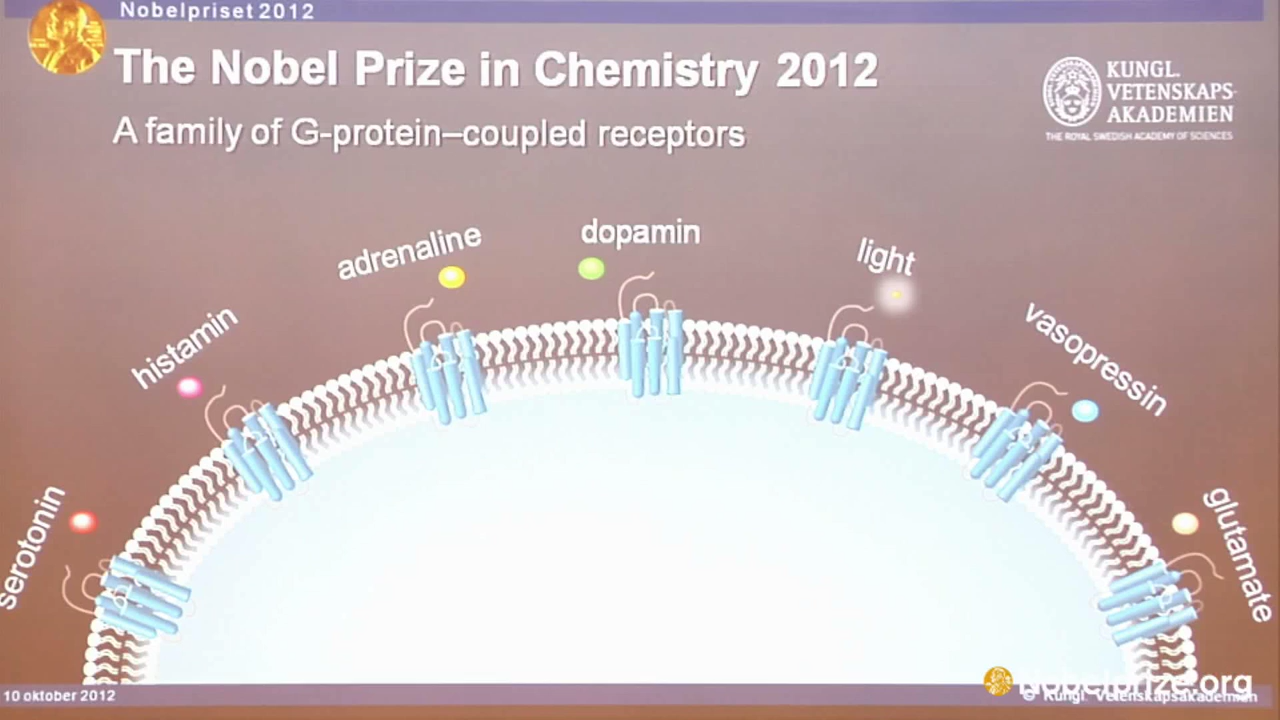 Nobelpriset 2012
The Nobel Prize in Chemistry 2012
A family of G-protein–coupled receptors
KUNGL.
VETENSKAPS-
AKADEMIEN
THE ROYAL SWEDISH ACADEMY OF SCIENCES
serotonin
histamin
adrenaline
dopamin
light
vasopressin
glutamate
10 oktober 2012
Nobelprize.org
© Kungl. Vetenskapsakademien